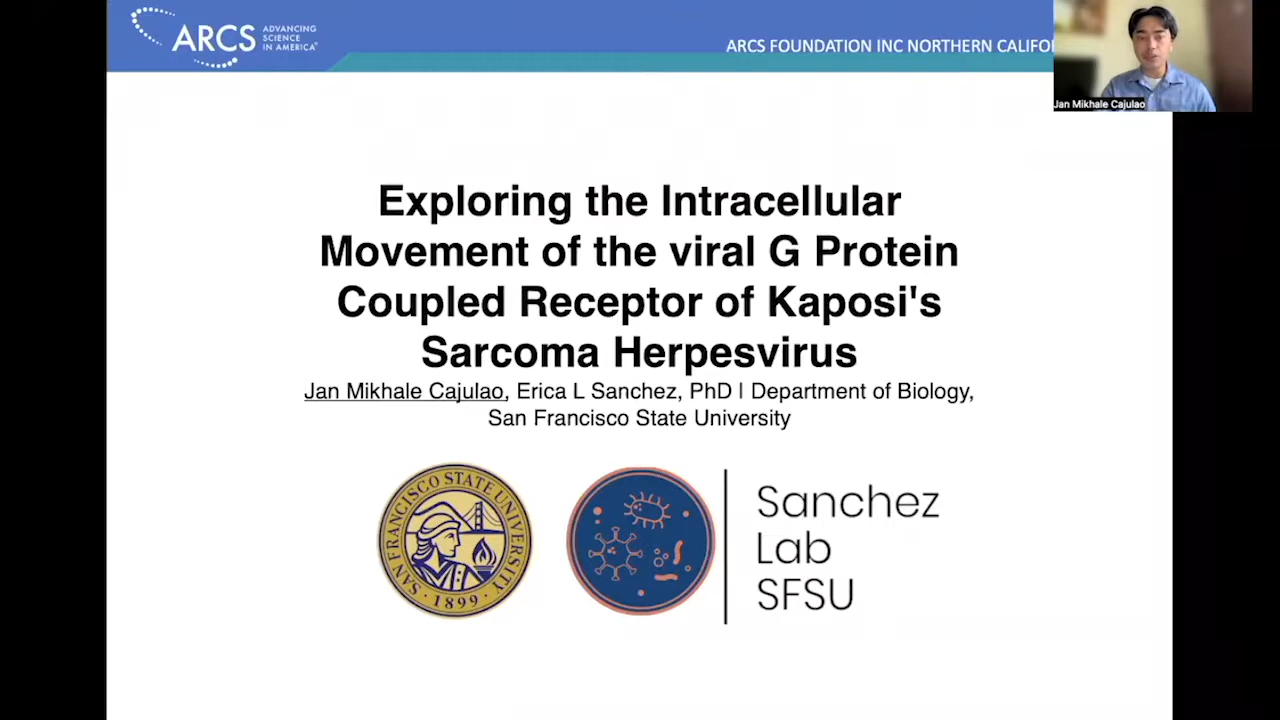 ARCS
ADVANCING
SCIENCE
IN AMERICA
ARCS FOUNDATION INC NORTHERN
Jan Mikhale Cajulao
Exploring the Intracellular
Movement of the viral G Protein
Coupled Receptor of Kaposi's
Sarcoma Herpesvirus
Jan Mikhale Cajulao, Erica L Sanchez, PhD | Department of Biology,
San Francisco State University
SAN FRANCISCO STATE UNIVERSITY
· 1899 ·
Sanchez
Lab
SFSU